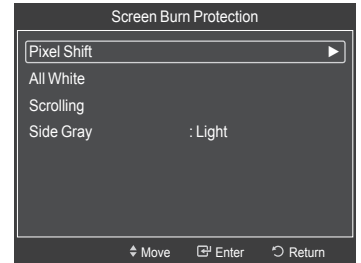 Screen Burn Protection
Pixel Shift ►
All White
Scrolling
Side Gray : Light
Move Enter Return